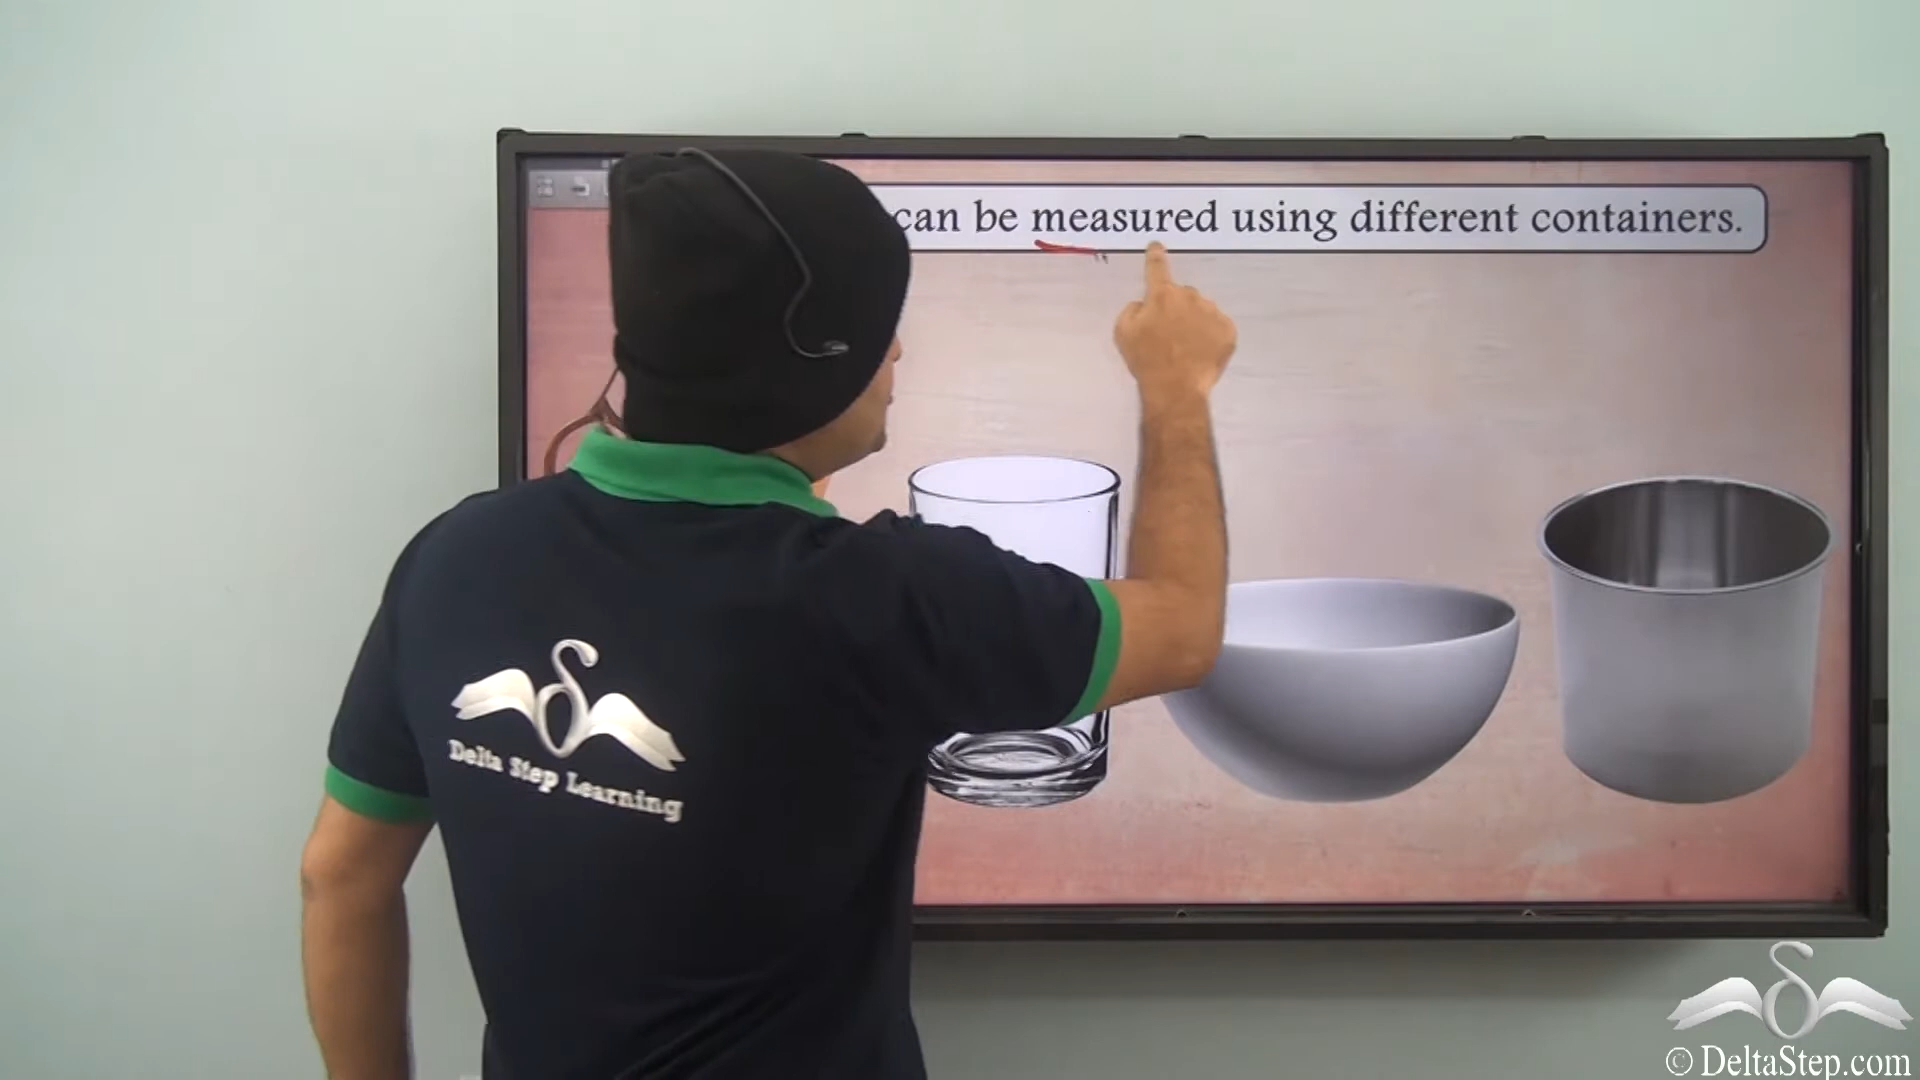 can be measured using different containers.
Delta Step Learning
© DeltaStep.com